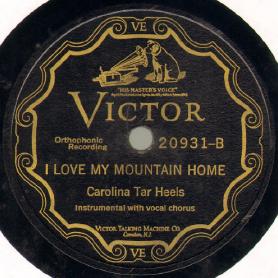 VE
"HIS MASTER'S VOICE"
VICTOR
Orthophonic
Recording
20931-B
I LOVE MY MOUNTAIN HOME
Carolina Tar Heels
Instrumental with vocal chorus
VICTOR TALKING MACHINE CO.
Camden, N.J.
VE